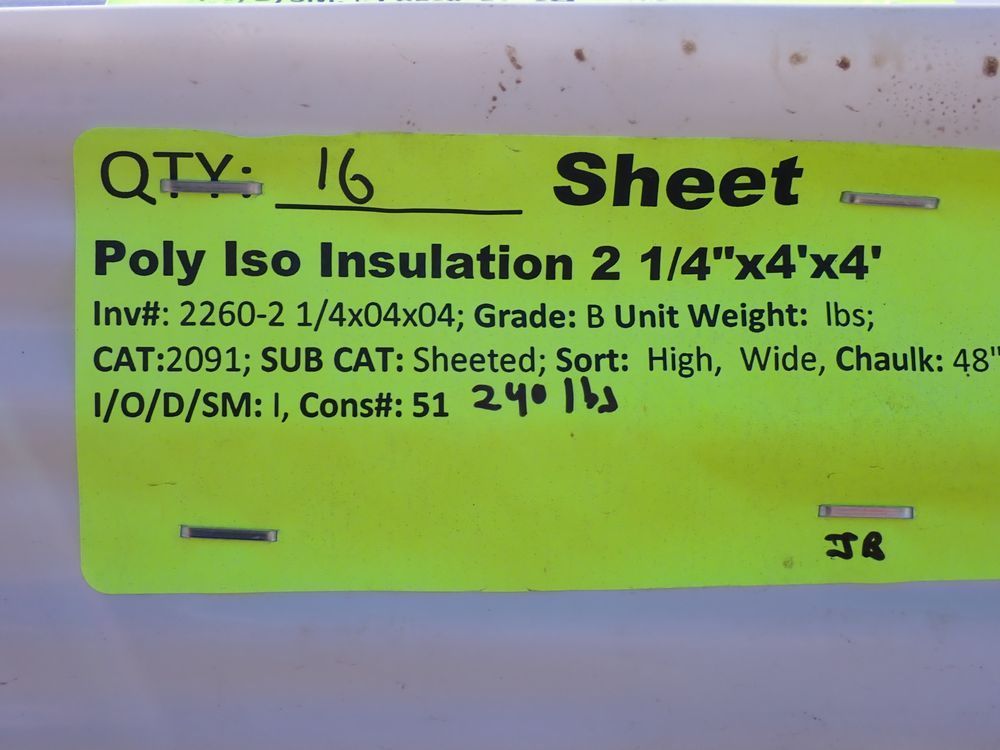 QTY: 16 Sheet
Poly Iso Insulation 2 1/4"x4'x4'
Inv#: 2260-2 1/4x04x04; Grade: B Unit Weight: lbs;
CAT:2091; SUB CAT: Sheeted; Sort: High, Wide, Chaulk: 48"
I/O/D/SM: I, Cons#: 51 240 lbs
JB